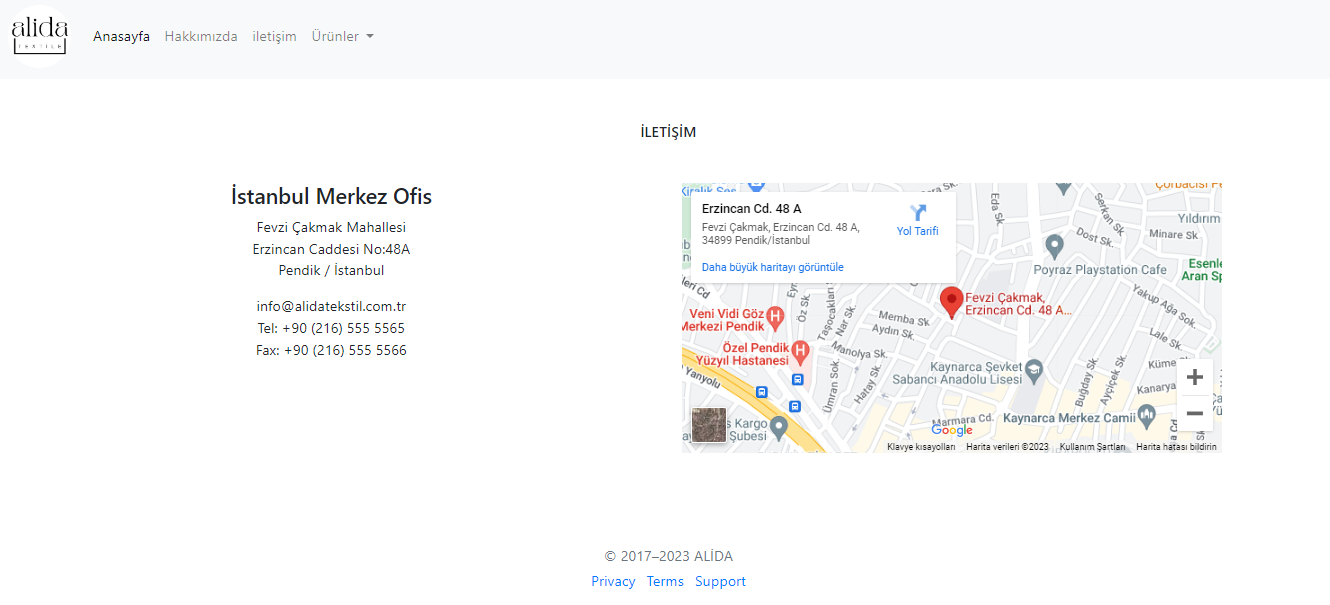 alida
TEXTILE
Anasayfa Hakkımızda iletişim Ürünler
İLETİŞİM
İstanbul Merkez Ofis
Fevzi Çakmak Mahallesi
Erzincan Caddesi No:48A
Pendik / İstanbul
info@alidatekstil.com.tr
Tel: +90 (216) 555 5565
Fax: +90 (216) 555 5566
Erzincan Cd. 48 A
Fevzi Çakmak, Erzincan Cd. 48 A,
34899 Pendik/İstanbul
Yol Tarifi
Daha büyük haritayı görüntüle
Eda Sk.
Serkan Sk.
Yıldırım
Minare Sk.
Dost Sk.
Poyraz Playstation Cafe
Esenle
Aran Sp
Yakup Ağa Sok.
Fevzi Çakmak,
Erzincan Cd. 48 A...
Veni Vidi Göz
Merkezi Pendik
Öz Sk.
Taşocakları
Nar Sk.
Memba Sk
Aydın Sk.
Lale Sk.
Özel Pendik
Yüzyıl Hastanesi
Manolya Sk.
Hatay Sk.
Ümran Sok.
Kaynarca Şevket
Sabancı Anadolu Lisesi
Buğday Sk.
Ayçiçek Sk.
Küme
Kanarya
Yanyolu
s Kargo
Şubesi
Marmara Cd.
Kaynarca Merkez Camii
Google
Klavye kısayolları Harita verileri ©2023 Kullanım Şartları Harita hatası bildirin
© 2017–2023 ALİDA
Privacy Terms Support